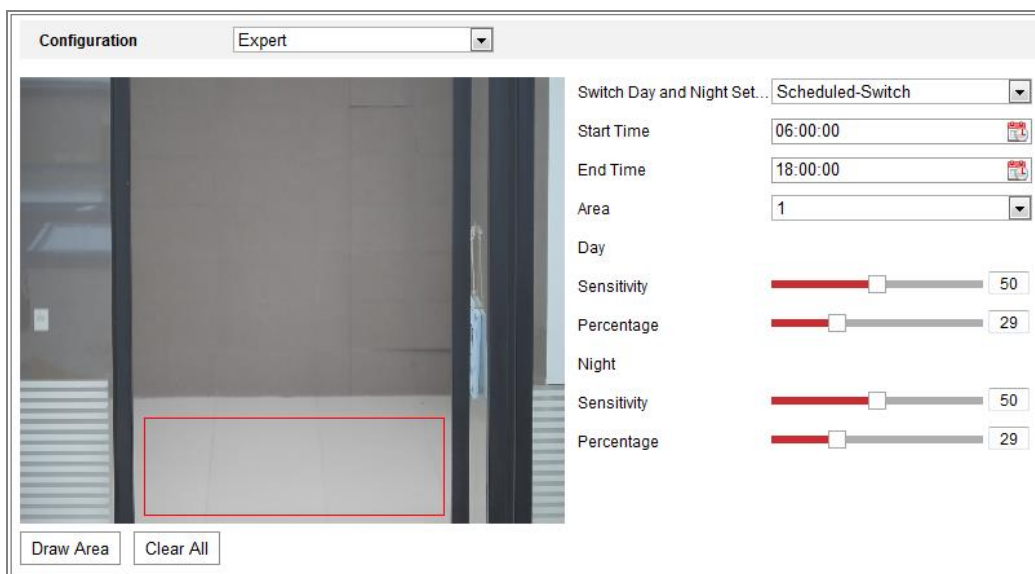 Configuration Expert
Switch Day and Night Set... Scheduled-Switch
Start Time 06:00:00
End Time 18:00:00
Area 1
Day
Sensitivity 50
Percentage 29
Night
Sensitivity 50
Percentage 29
Draw Area Clear All